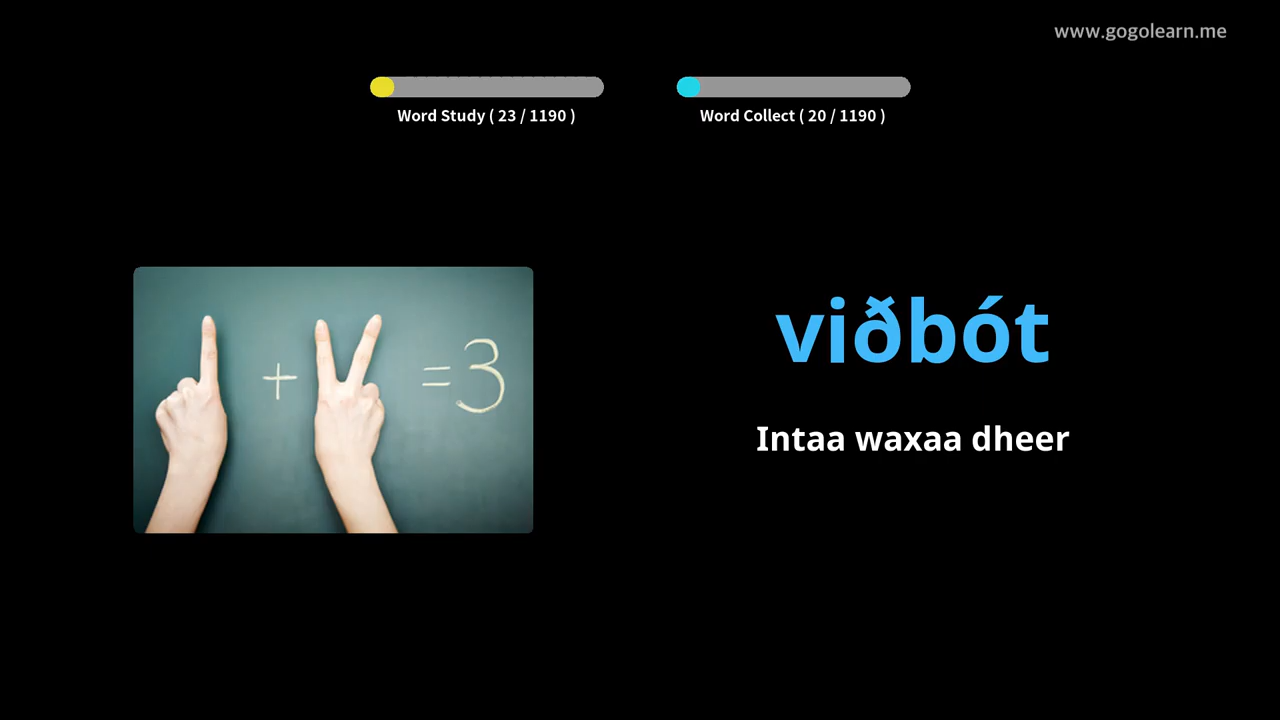 www.gogolearn.me
Word Study ( 23 / 1190 )
Word Collect ( 20 / 1190 )
+ = 3
viðbót
Intaa waxaa dheer